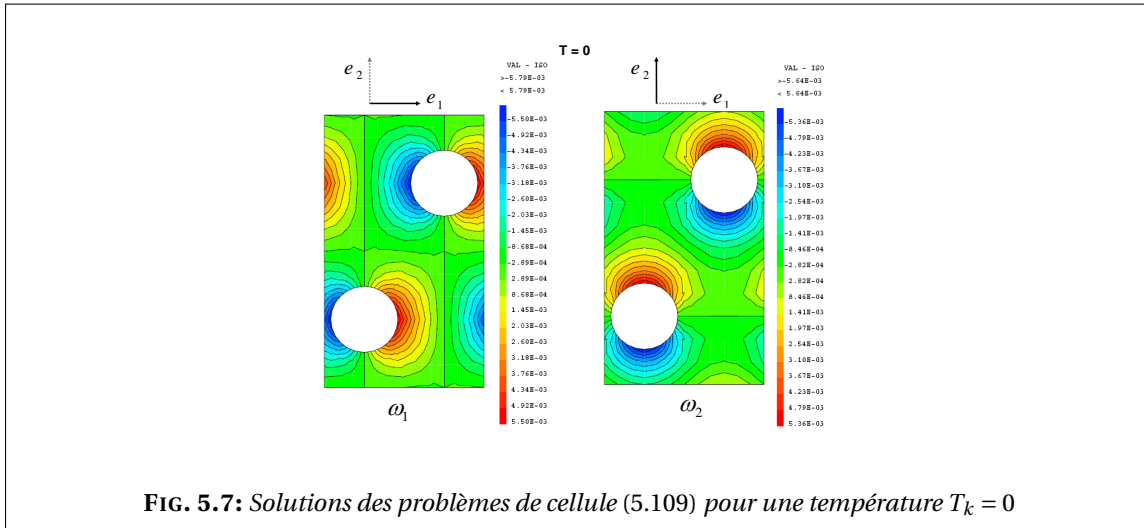 T = 0
e2
e1
VAL - ISO
>-5.79E-03
< 5.79E-03
-5.50E-03
-4.92E-03
-4.34E-03
-3.76E-03
-3.18E-03
-2.60E-03
-2.03E-03
-1.45E-03
-8.68E-04
-2.89E-04
2.89E-04
8.68E-04
1.45E-03
2.03E-03
2.60E-03
3.18E-03
3.76E-03
4.34E-03
4.92E-03
5.50E-03
ω1
e2
e1
VAL - ISO
>-5.64E-03
< 5.64E-03
-5.36E-03
-4.79E-03
-4.23E-03
-3.67E-03
-3.10E-03
-2.54E-03
-1.97E-03
-1.41E-03
-8.46E-04
-2.82E-04
2.82E-04
8.46E-04
1.41E-03
1.97E-03
2.54E-03
3.10E-03
3.67E-03
4.23E-03
4.79E-03
5.36E-03
ω2
FIG. 5.7: Solutions des problèmes de cellule (5.109) pour une température Tk = 0